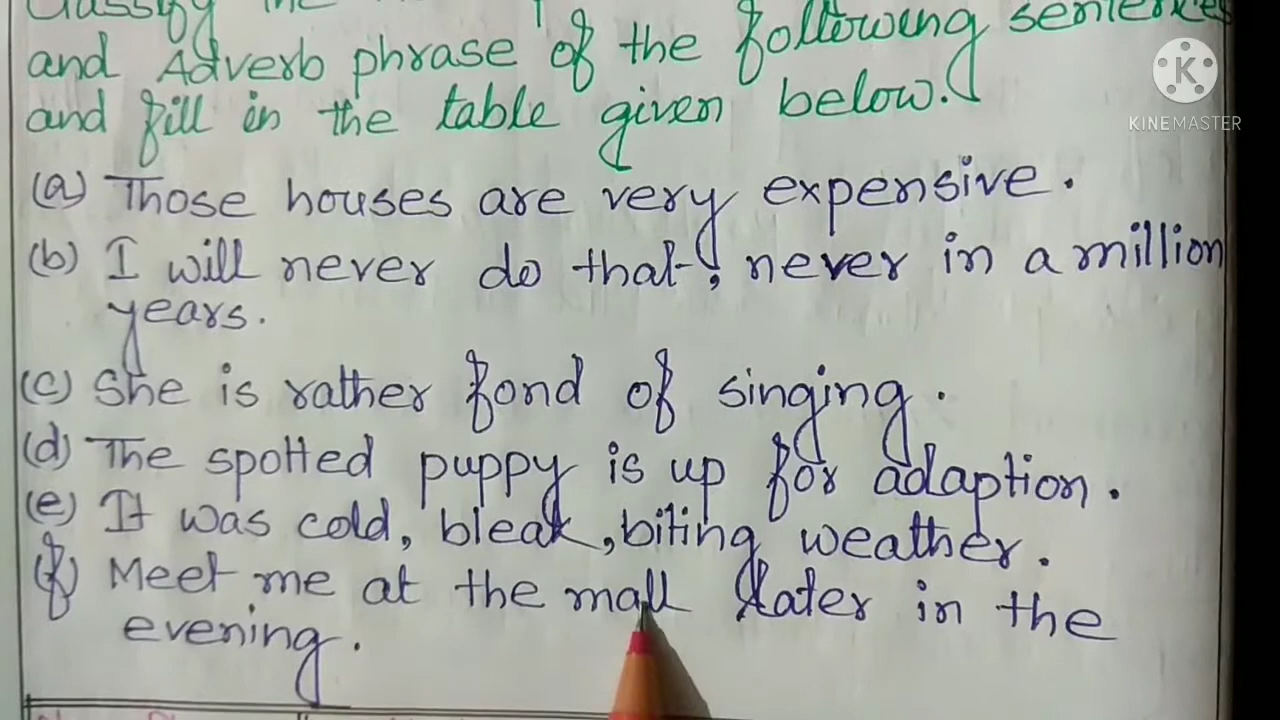 Classify the
and Adverb phrase of the following sentences
and fill in the table given below.
K
KINEMASTER
(a) Those houses are very expensive.
(b) I will never do that, never in a million
years.
(c) She is rather fond of singing.
(d) The spotted puppy is up for adaption.
(e) It was cold, bleak, biting weather.
(f) Meet me at the mall later in the
evening.